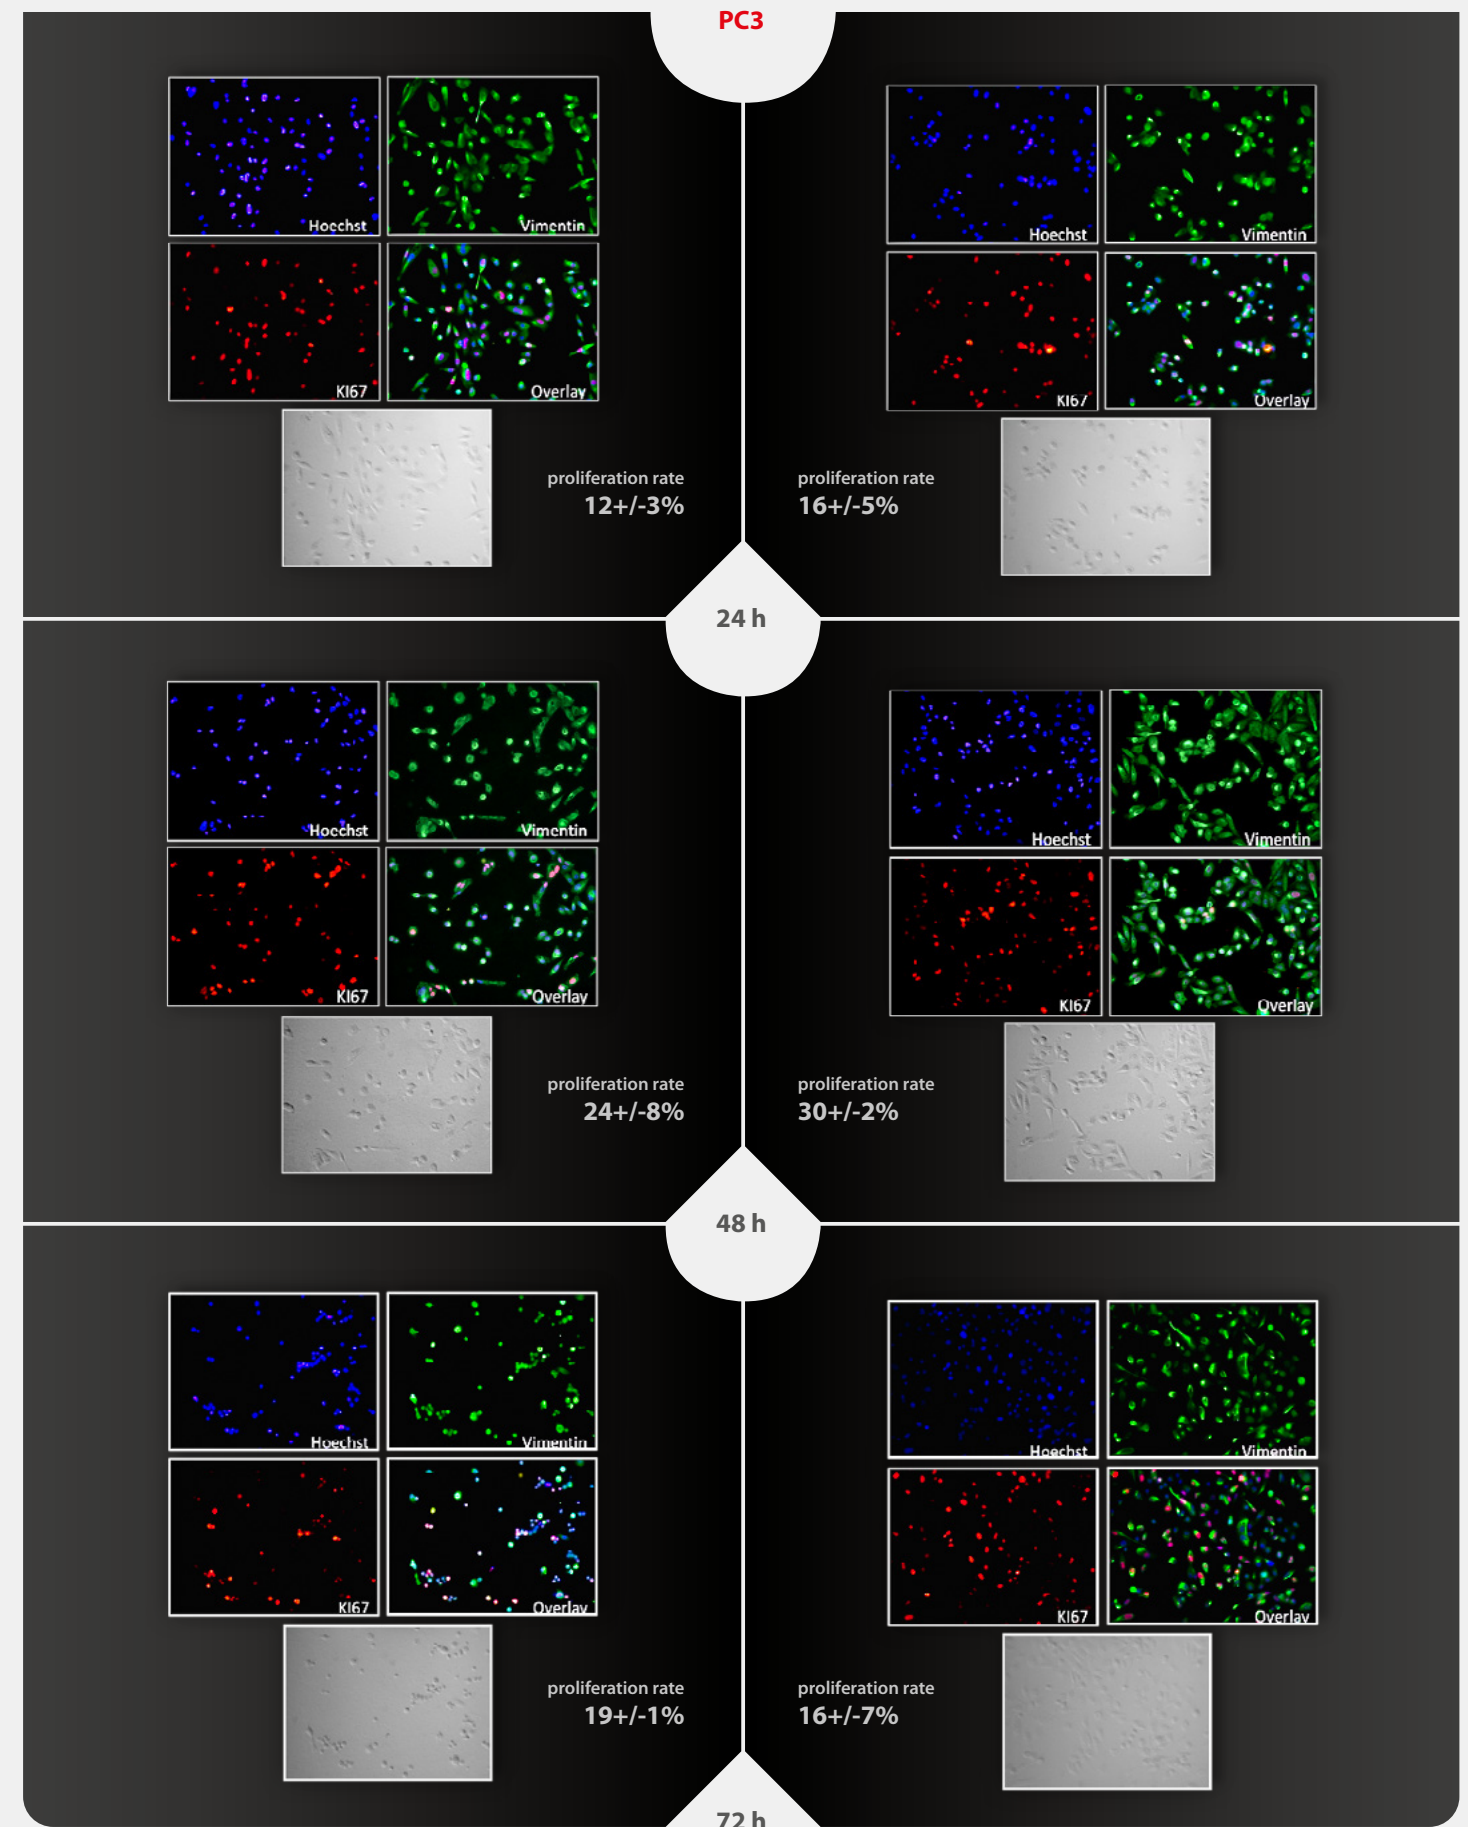 PC3
Hoechst
Vimentin
KI67
Overlay
proliferation rate
12+/-3%
Hoechst
Vimentin
KI67
Overlay
proliferation rate
16+/-5%
24 h
Hoechst
Vimentin
KI67
Overlay
proliferation rate
24+/-8%
Hoechst
Vimentin
KI67
Overlay
proliferation rate
30+/-2%
48 h
Hoechst
Vimentin
KI67
Overlay
proliferation rate
19+/-1%
Hoechst
Vimentin
KI67
Overlay
proliferation rate
16+/-7%
72 h